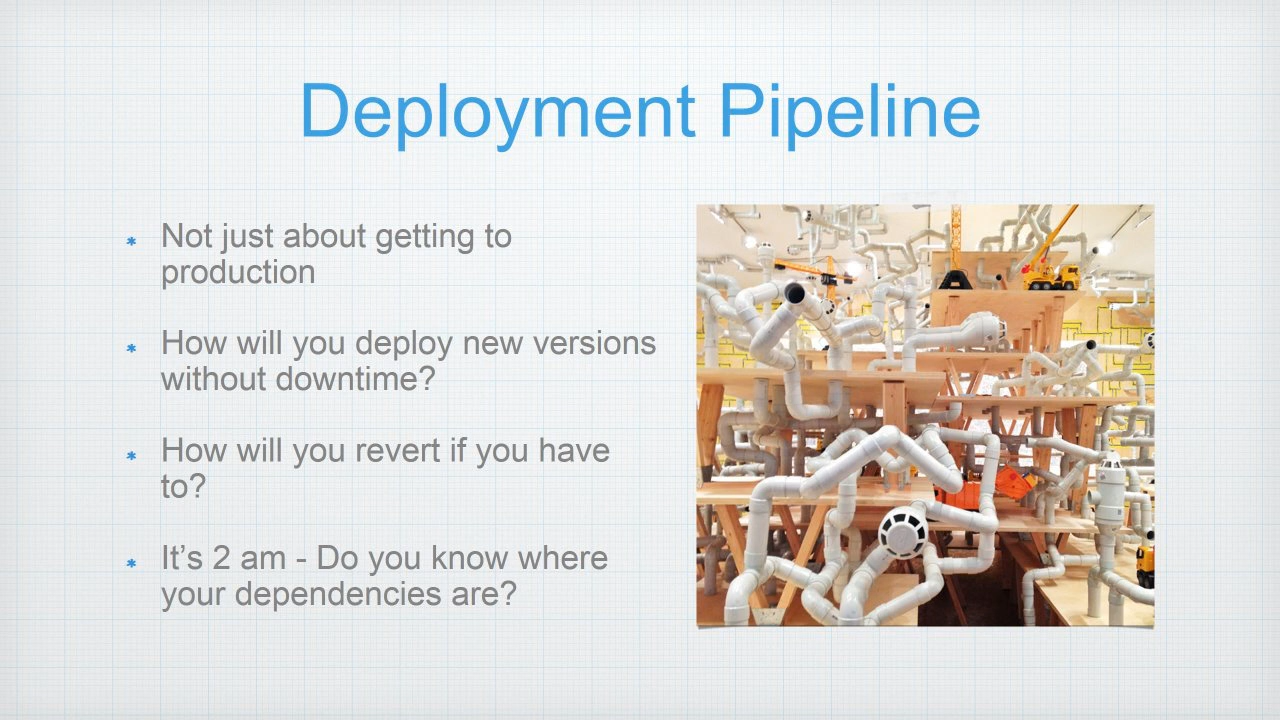 Deployment Pipeline
* Not just about getting to
production
* How will you deploy new versions
without downtime?
* How will you revert if you have
to?
* It’s 2 am - Do you know where
your dependencies are?